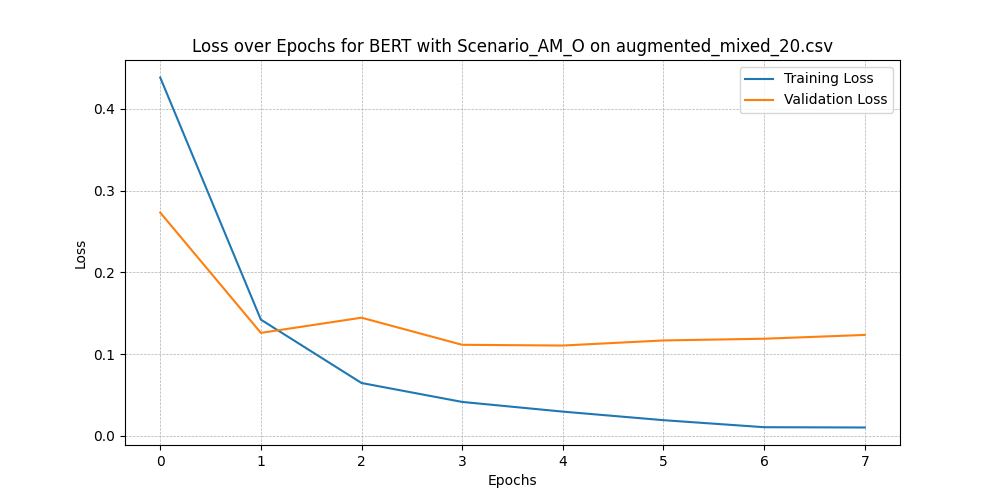 Loss over Epochs for BERT with Scenario_AM_O on augmented_mixed_20.csv
Training Loss
Validation Loss
Loss
0.4
0.3
0.2
0.1
0.0
0 1 2 3 4 5 6 7
Epochs